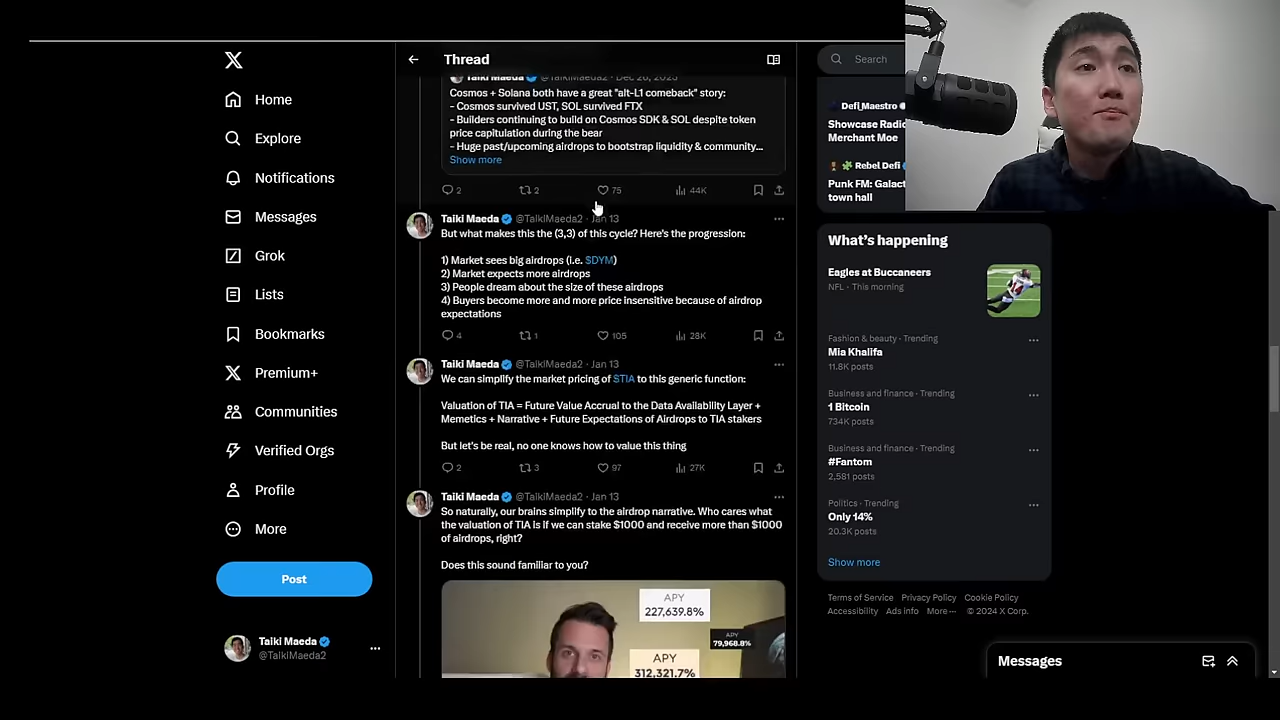 Home
Explore
Notifications
Messages
Grok
Lists
Bookmarks
Premium+
Communities
Verified Orgs
Profile
More
Post
Taiki Maeda
@TaikiMaeda2
Thread
Taiki Maeda @TaikiMaeda2 · Dec 26, 2023
Cosmos + Solana both have a great "alt-L1 comeback" story:
- Cosmos survived UST, SOL survived FTX
- Builders continuing to build on Cosmos SDK & SOL despite token
price capitulation during the bear
- Huge past/upcoming airdrops to bootstrap liquidity & community...
Show more
2 2 75 44K
Taiki Maeda @TaikiMaeda2 · Jan 13
But what makes this the (3,3) of this cycle? Here's the progression:
1) Market sees big airdrops (i.e. $DYM)
2) Market expects more airdrops
3) People dream about the size of these airdrops
4) Buyers become more and more price insensitive because of airdrop
expectations
4 1 105 28K
Taiki Maeda @TaikiMaeda2 · Jan 13
We can simplify the market pricing of $TIA to this generic function:
Valuation of TIA = Future Value Accrual to the Data Availability Layer +
Memetics + Narrative + Future Expectations of Airdrops to TIA stakers
But let's be real, no one knows how to value this thing
2 3 97 27K
Taiki Maeda @TaikiMaeda2 · Jan 13
So naturally, our brains simplify to the airdrop narrative. Who cares what
the valuation of TIA is if we can stake $1000 and receive more than $1000
of airdrops, right?
Does this sound familiar to you?
APY
227,639.8%
APY
79,968.8%
APY
312,321.7%
Search
Defi_Maestro
Showcase Radio
Merchant Moe
Rebel Defi
Punk FM: Galact
town hall
What's happening
Eagles at Buccaneers
NFL · This morning
Fashion & beauty · Trending
Mia Khalifa
11.8K posts
Business and finance · Trending
1 Bitcoin
734K posts
Business and finance · Trending
#Fantom
2,581 posts
Politics · Trending
Only 14%
20.3K posts
Show more
Terms of Service Privacy Policy Cookie Policy
Accessibility Ads info More ··· © 2024 X Corp.
Messages